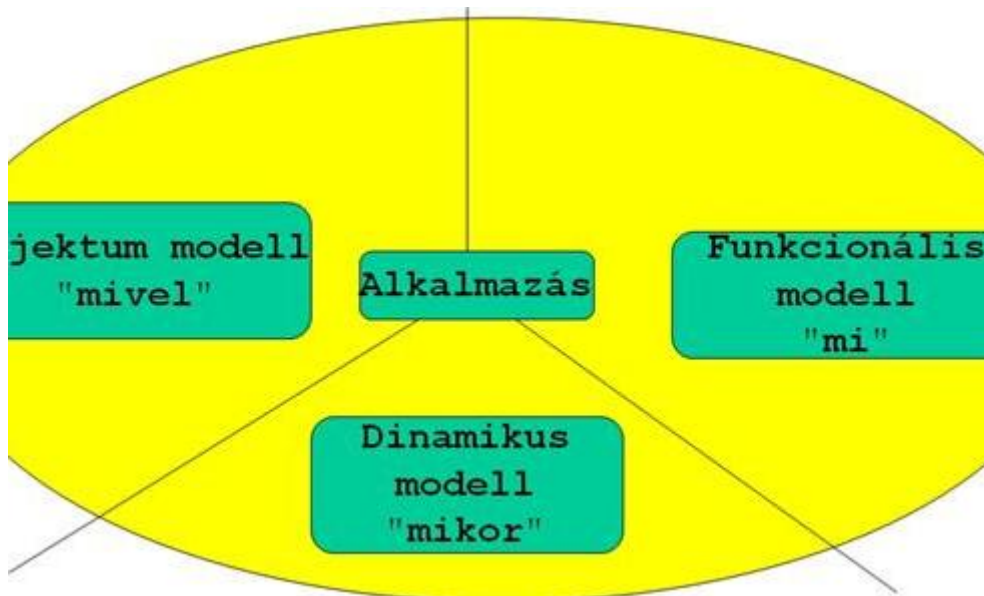 jektum modell
"mivel"
Alkalmazás
Funkcionális
modell
"mi"
Dinamikus
modell
"mikor"